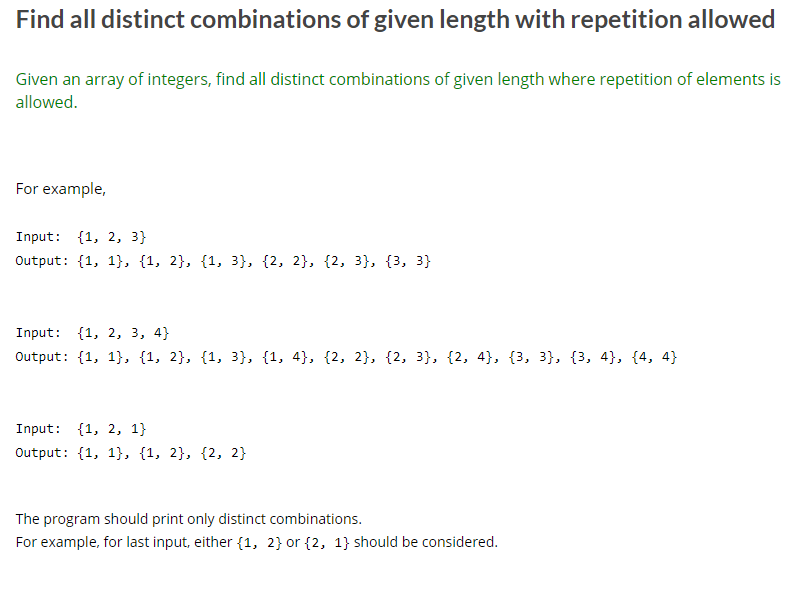 Find all distinct combinations of given length with repetition allowed
Given an array of integers, find all distinct combinations of given length where repetition of elements is
allowed.
For example,
Input:  {1, 2, 3}
Output: {1, 1}, {1, 2}, {1, 3}, {2, 2}, {2, 3}, {3, 3}
Input:  {1, 2, 3, 4}
Output: {1, 1}, {1, 2}, {1, 3}, {1, 4}, {2, 2}, {2, 3}, {2, 4}, {3, 3}, {3, 4}, {4, 4}
Input:  {1, 2, 1}
Output: {1, 1}, {1, 2}, {2, 2}
The program should print only distinct combinations.
For example, for last input, either {1, 2} or {2, 1} should be considered.